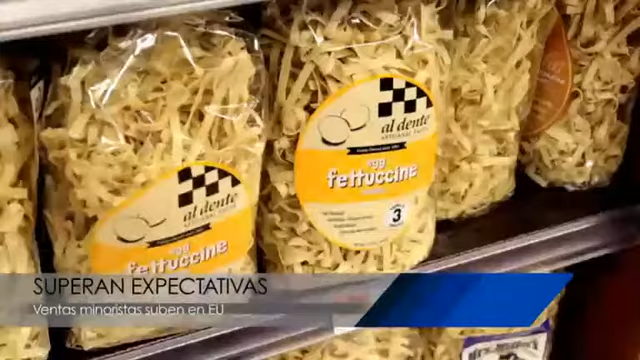 al dente
egg
fettuccine
3
al dente
egg
fettuccine
SUPERAN EXPECTATIVAS
Ventas minoristas suben en EU